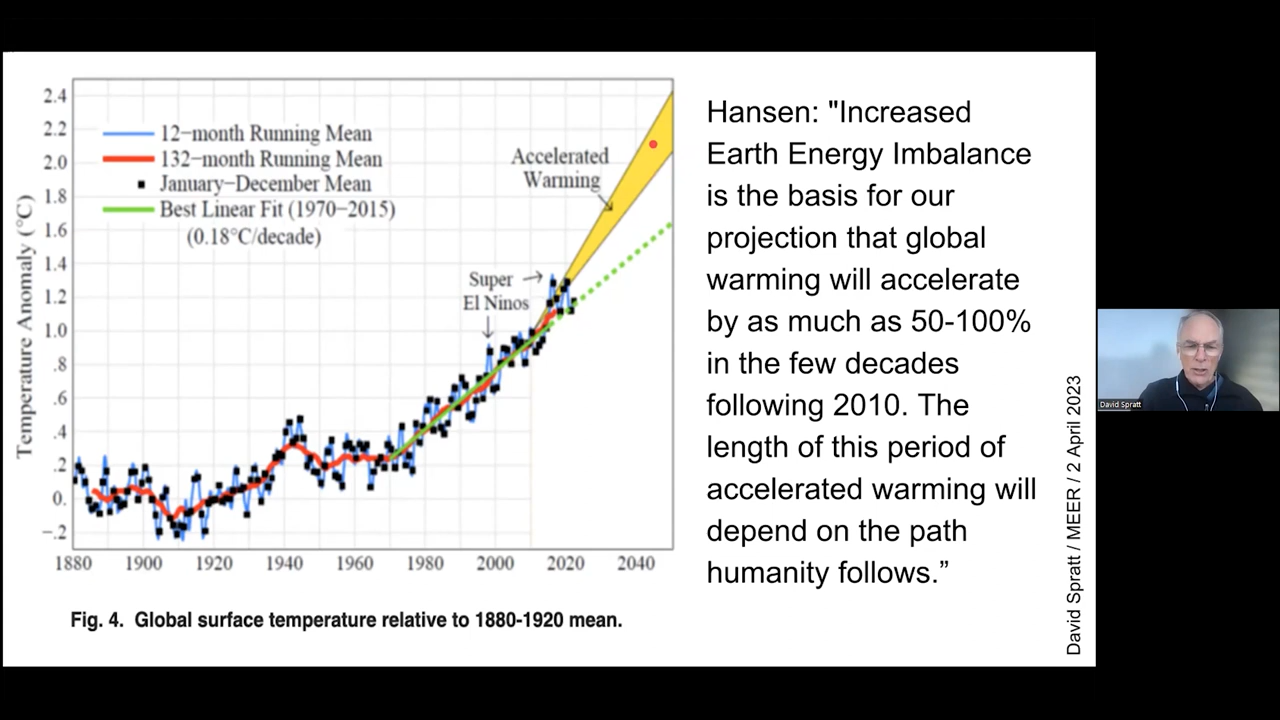 2.4
2.2
2.0
1.8
1.6
1.4
1.2
1.0
.8
.6
.4
.2
0.
−.2
Temperature Anomaly (°C)
12−month Running Mean
132−month Running Mean
January−December Mean
Best Linear Fit (1970−2015)
(0.18°C/decade)
Accelerated
Warming
Super
El Ninos
1880 1900 1920 1940 1960 1980 2000 2020 2040
Fig. 4. Global surface temperature relative to 1880-1920 mean.
Hansen: "Increased
Earth Energy Imbalance
is the basis for our
projection that global
warming will accelerate
by as much as 50-100%
in the few decades
following 2010. The
length of this period of
accelerated warming will
depend on the path
humanity follows.”
David Spratt / MEER / 2 April 2023
David Spratt